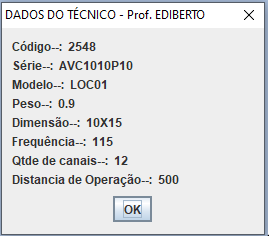 DADOS DO TÉCNICO - Prof. EDIBERTO
Código--: 2548
Série--: AVC1010P10
Modelo--: LOC01
Peso--: 0.9
Dimensão--: 10X15
Frequência--: 115
Qtde de canais--: 12
Distancia de Operação--: 500
OK